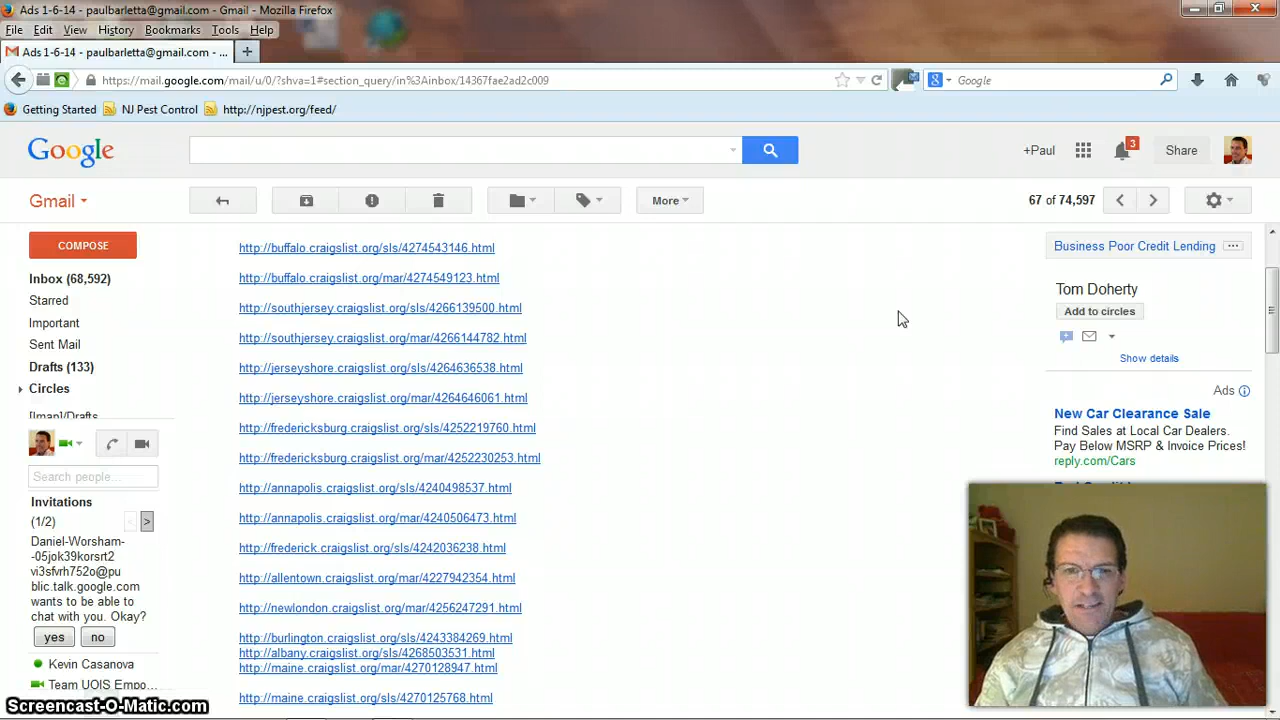 Ads 1-6-14 - paulbarletta@gmail.com - Gmail - Mozilla Firefox
File Edit View History Bookmarks Tools Help
Ads 1-6-14 - paulbarletta@gmail.com - ...
https://mail.google.com/mail/u/0/?shva=1#section_query/in%3Ainbox/14367fae2ad2c009
Google
Getting Started NJ Pest Control http://njpest.org/feed/
Google
+Paul
3
Share
Gmail
More
67 of 74,597
COMPOSE
Inbox (68,592)
Starred
Important
Sent Mail
Drafts (133)
Circles
[Imap]/Drafts
Search people...
Invitations
(1/2)
< >
Daniel-Worsham-
-05jok39korsrt2
vi3sfvrh752o@pu
blic.talk.google.com
wants to be able to
chat with you. Okay?
yes no
Kevin Casanova
Team UOIS Empo...
http://buffalo.craigslist.org/sls/4274543146.html
http://buffalo.craigslist.org/mar/4274549123.html
http://southjersey.craigslist.org/sls/4266139500.html
http://southjersey.craigslist.org/mar/4266144782.html
http://jerseyshore.craigslist.org/sls/4264636538.html
http://jerseyshore.craigslist.org/mar/4264646061.html
http://fredericksburg.craigslist.org/sls/4252219760.html
http://fredericksburg.craigslist.org/mar/4252230253.html
http://annapolis.craigslist.org/sls/4240498537.html
http://annapolis.craigslist.org/mar/4240506473.html
http://frederick.craigslist.org/sls/4242036238.html
http://allentown.craigslist.org/mar/4227942354.html
http://newlondon.craigslist.org/mar/4256247291.html
http://burlington.craigslist.org/sls/4243384269.html
http://albany.craigslist.org/sls/4268503531.html
http://maine.craigslist.org/mar/4270128947.html
http://maine.craigslist.org/sls/4270125768.html
Business Poor Credit Lending
Tom Doherty
Add to circles
Show details
Ads
New Car Clearance Sale
Find Sales at Local Car Dealers.
Pay Below MSRP & Invoice Prices!
reply.com/Cars
Screencast-O-Matic.com